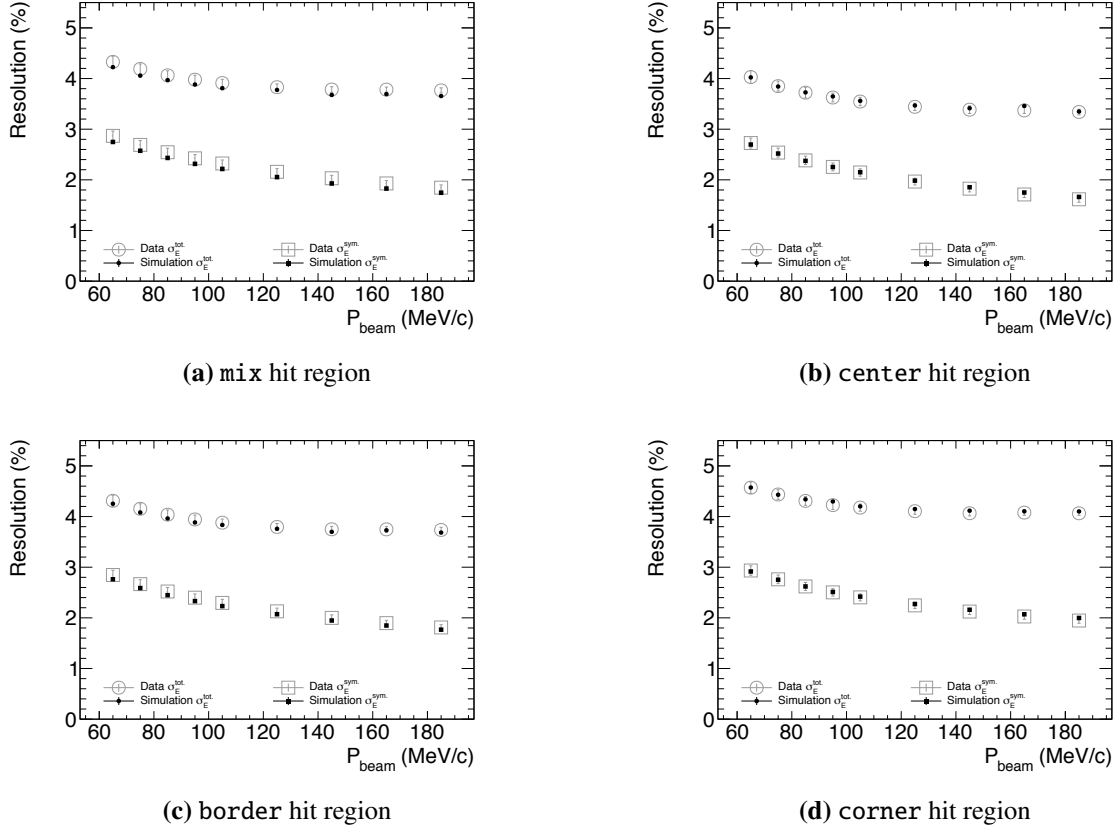 Resolution (%)
5
4
3
2
1
0
Data σ_E^tot.
Data σ_E^sym.
Simulation σ_E^tot.
Simulation σ_E^sym.
60 80 100 120 140 160 180
P_beam (MeV/c)
(a) mix hit region
Resolution (%)
5
4
3
2
1
0
Data σ_E^tot.
Data σ_E^sym.
Simulation σ_E^tot.
Simulation σ_E^sym.
60 80 100 120 140 160 180
P_beam (MeV/c)
(b) center hit region
Resolution (%)
5
4
3
2
1
0
Data σ_E^tot.
Data σ_E^sym.
Simulation σ_E^tot.
Simulation σ_E^sym.
60 80 100 120 140 160 180
P_beam (MeV/c)
(c) border hit region
Resolution (%)
5
4
3
2
1
0
Data σ_E^tot.
Data σ_E^sym.
Simulation σ_E^tot.
Simulation σ_E^sym.
60 80 100 120 140 160 180
P_beam (MeV/c)
(d) corner hit region